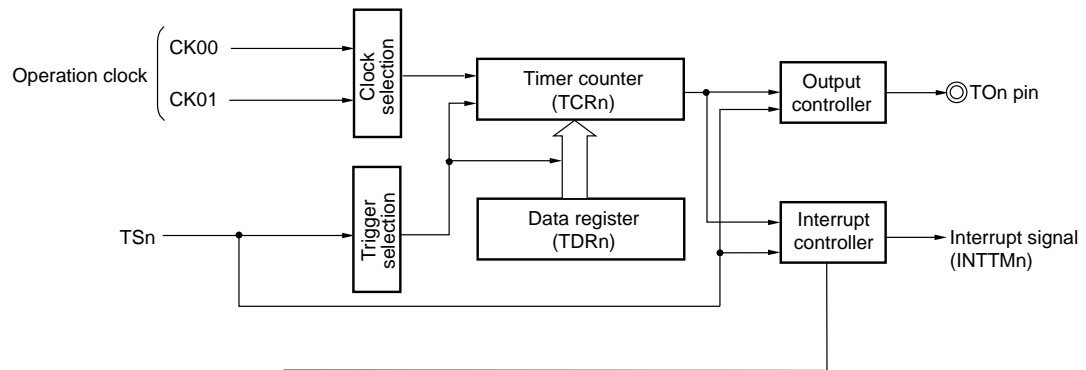 Operation clock
CK00
CK01
Clock
selection
Timer counter
(TCRn)
Output
controller
TOn pin
TSn
Trigger
selection
Data register
(TDRn)
Interrupt
controller
Interrupt signal
(INTTMn)